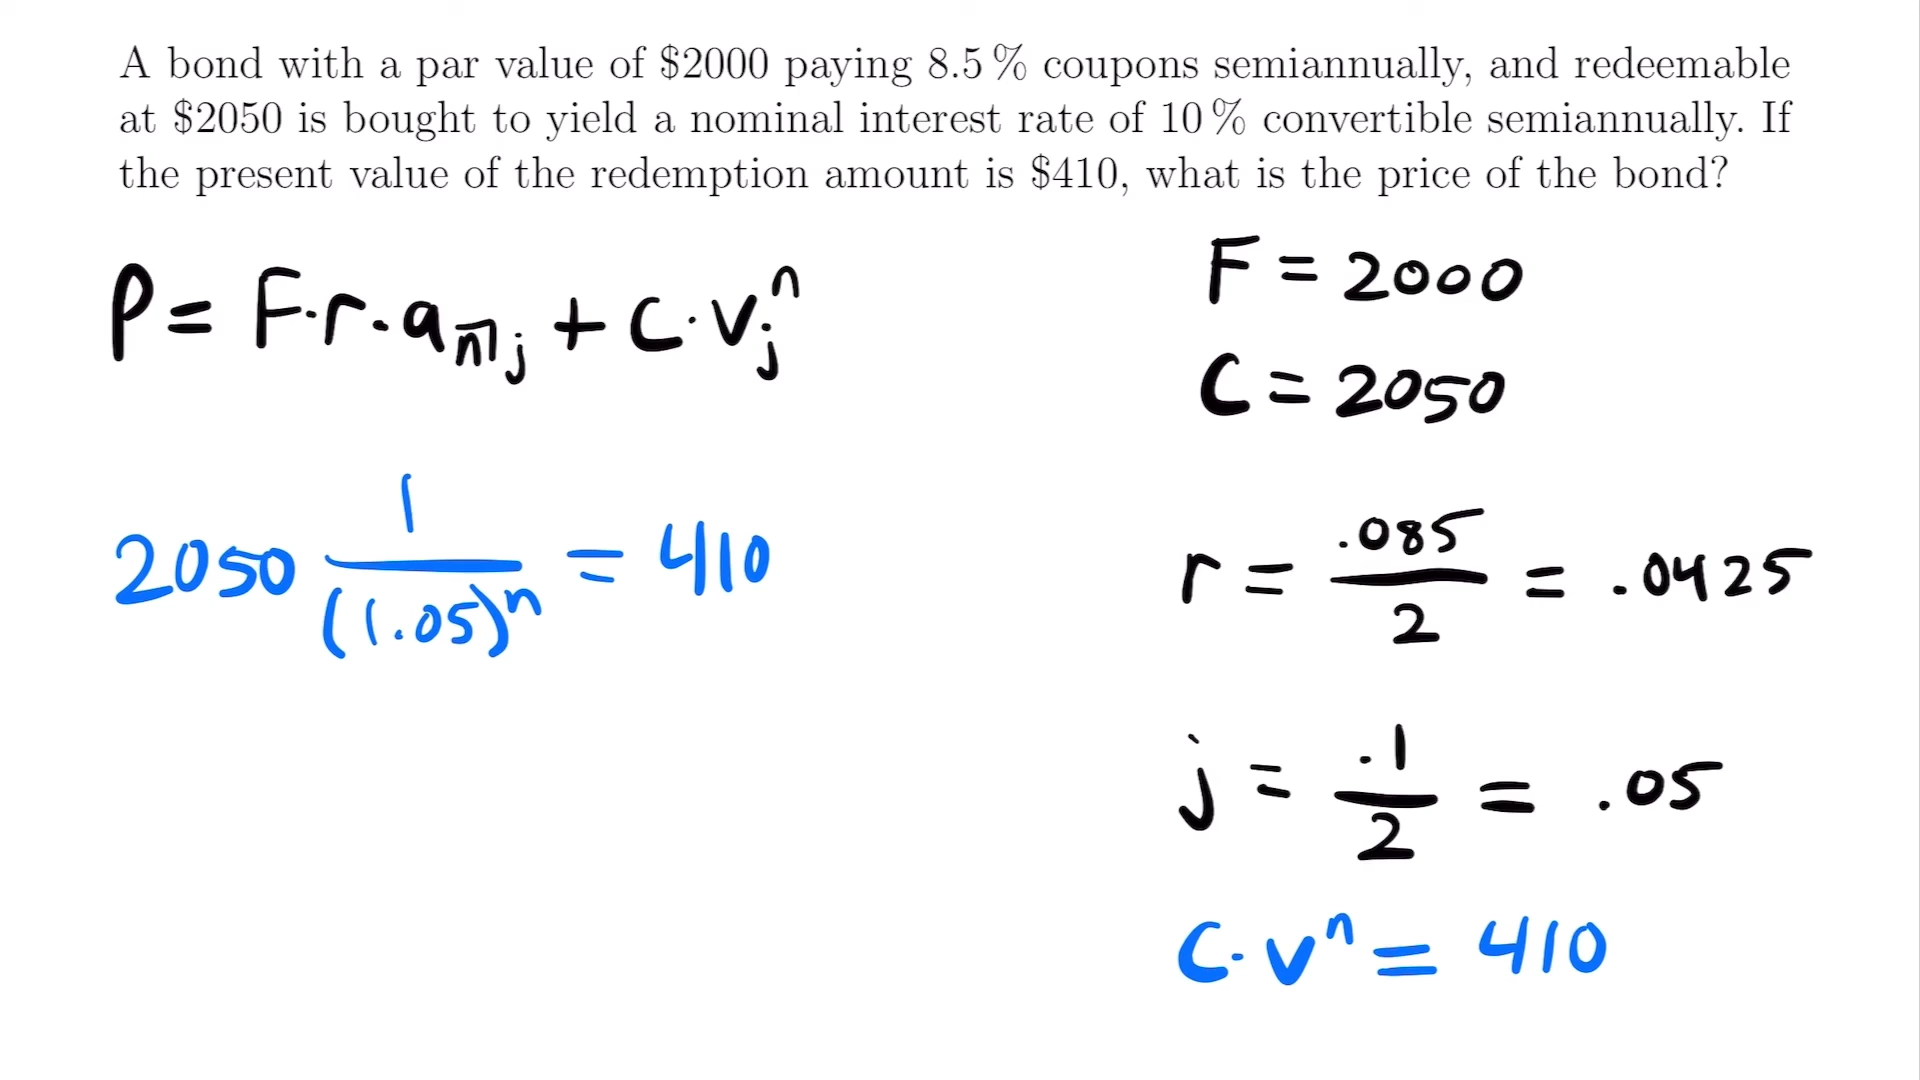 A bond with a par value of $2000 paying 8.5 % coupons semiannually, and redeemable
at $2050 is bought to yield a nominal interest rate of 10 % convertible semiannually. If
the present value of the redemption amount is $410, what is the price of the bond?
P = F·r·a_{n̅| j} + C·v_j^n
2050 1/(1.05)^n = 410
F = 2000
C = 2050
r = .085/2 = .0425
j = .1/2 = .05
C·v^n = 410